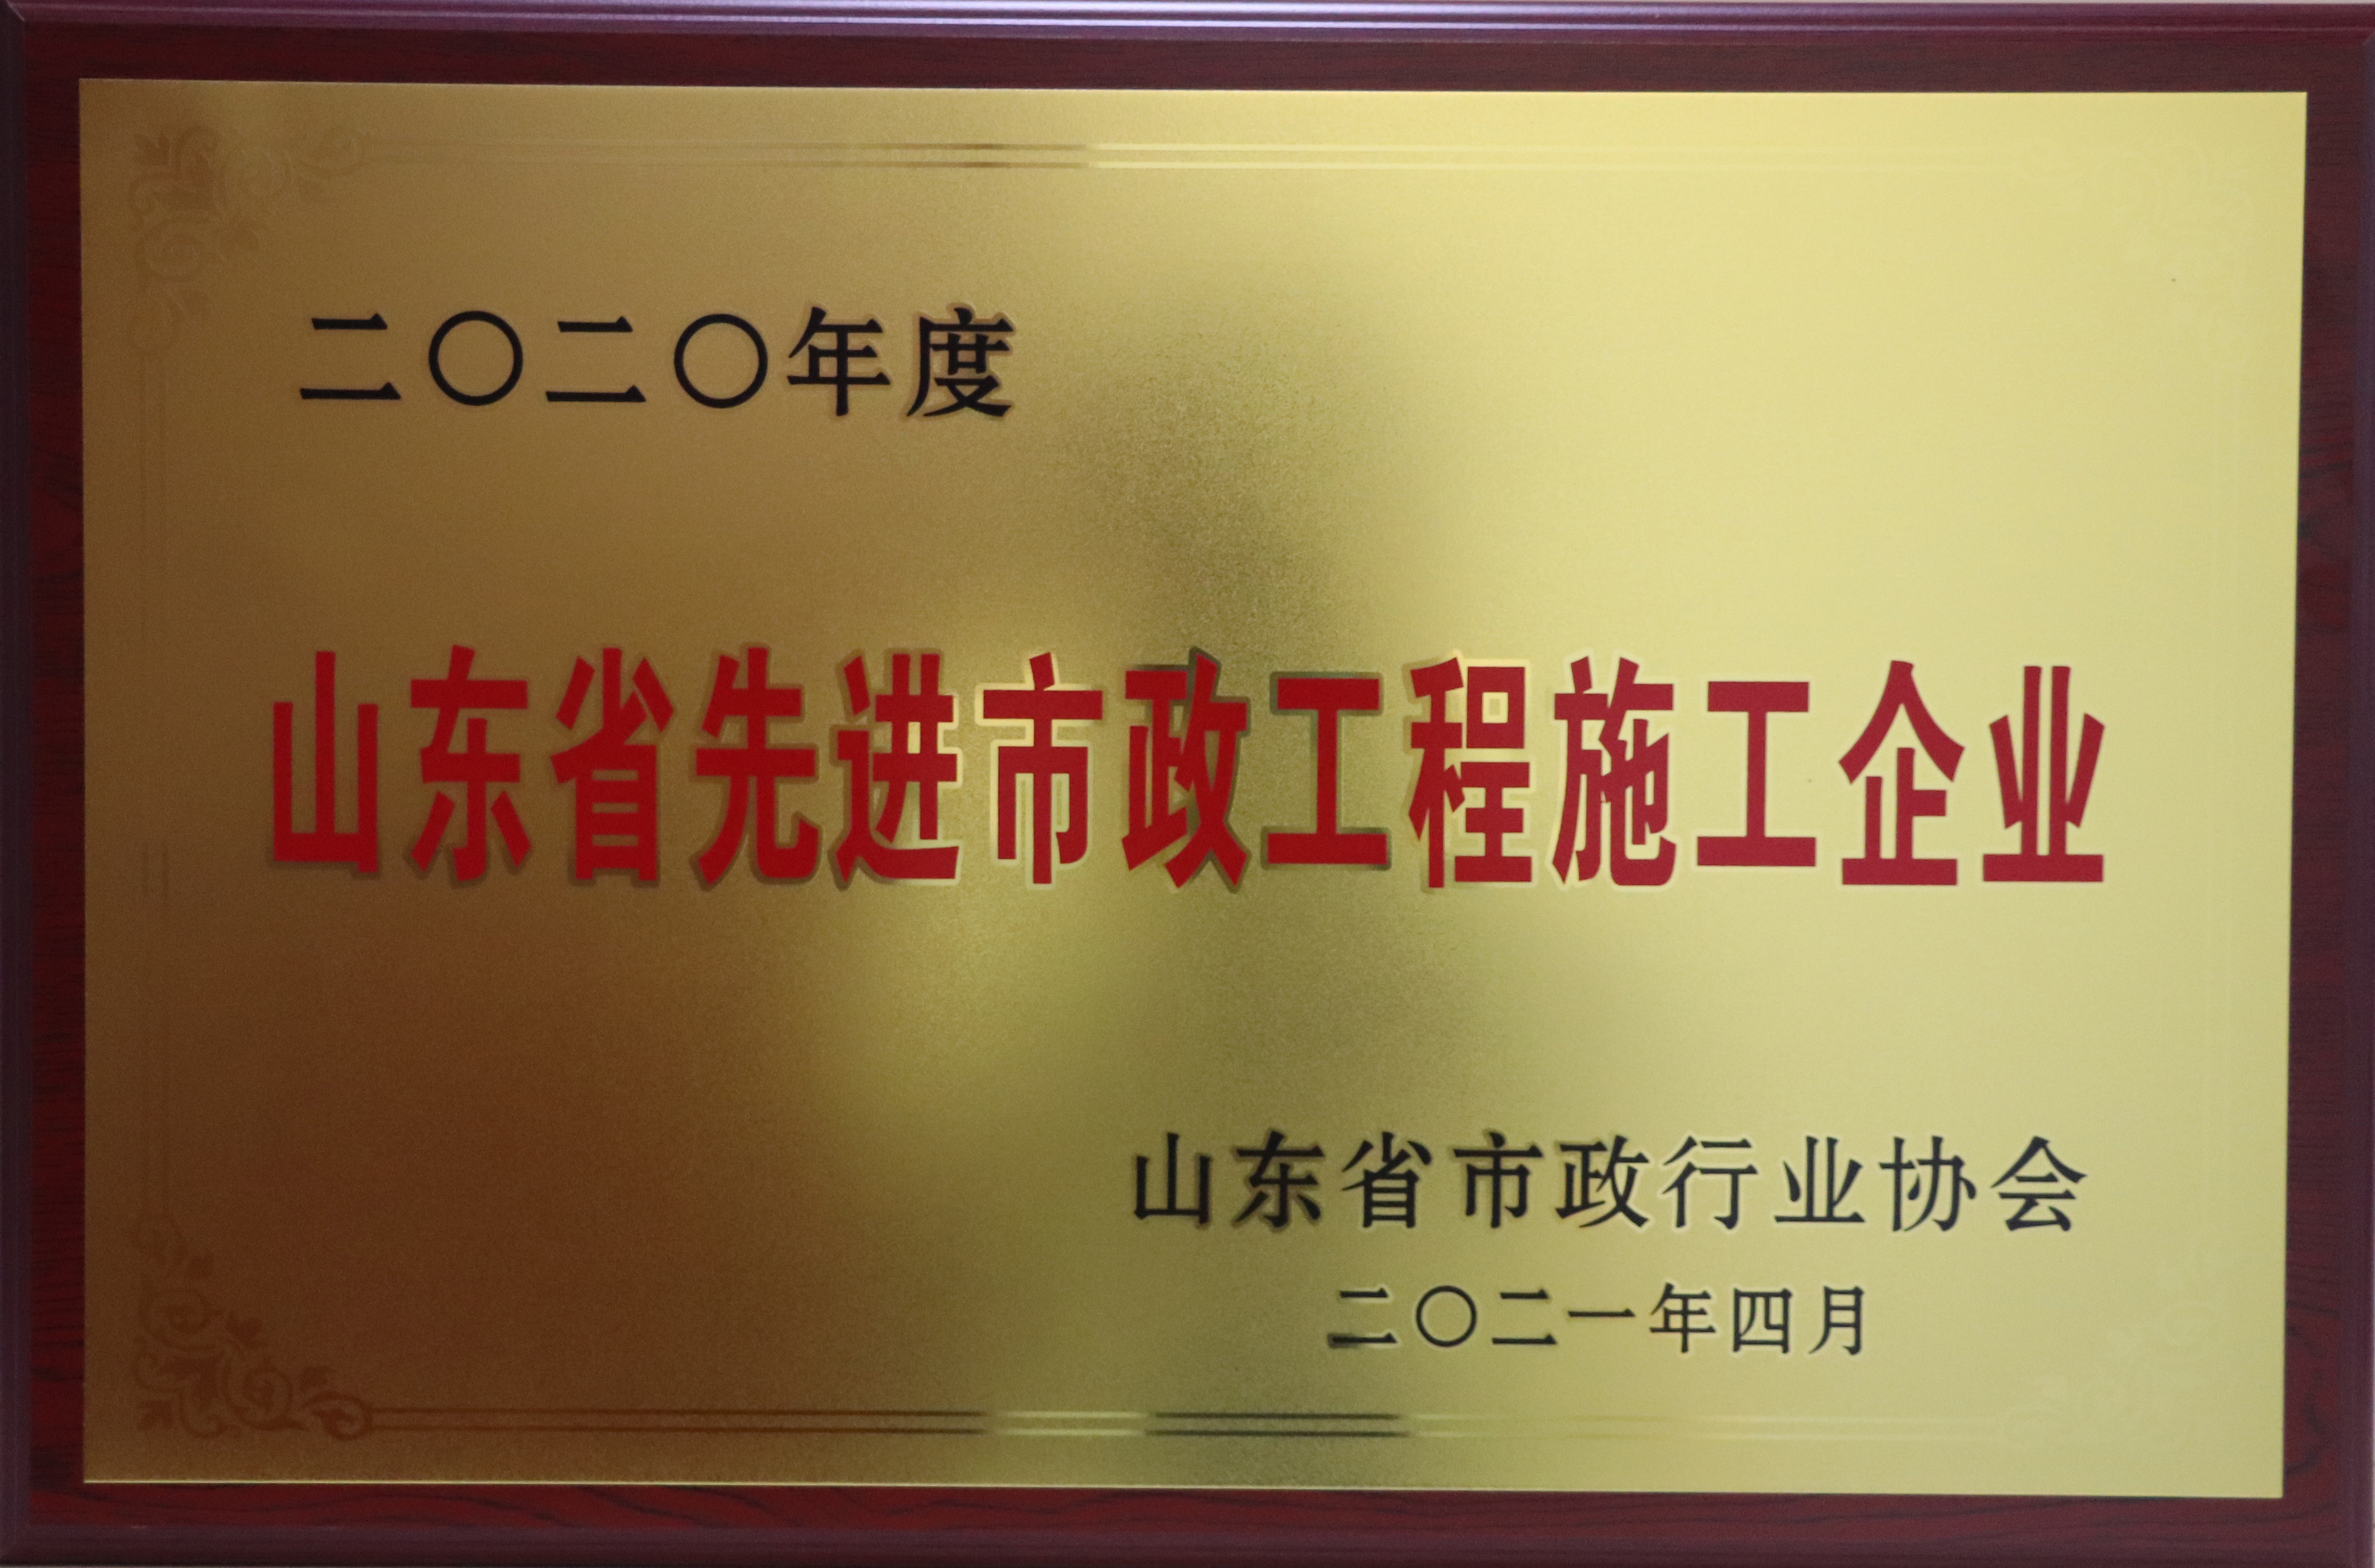 二〇二〇年度
山东省先进市政工程施工企业
山东省市政行业协会
二〇二一年四月